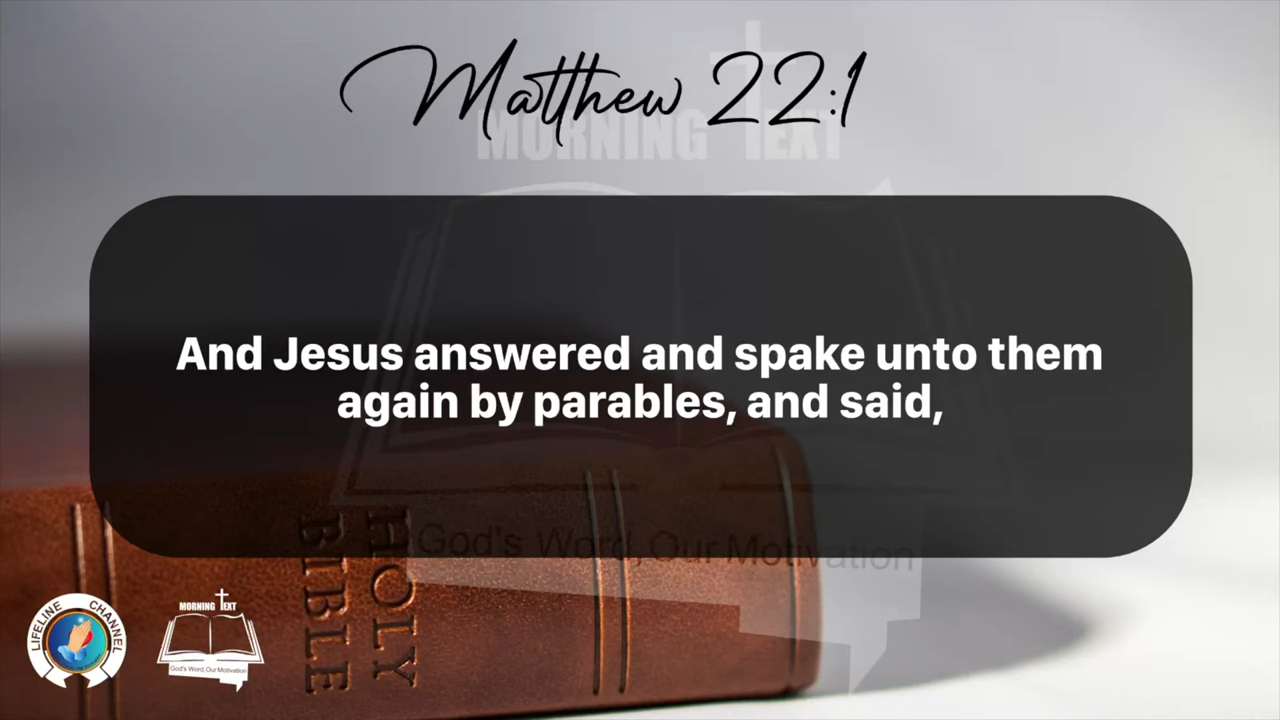 Matthew 22:1
MORNING TEXT
And Jesus answered and spake unto them
again by parables, and said,
God's Word, Our Motivation
HOLY
BIBLE
LIFELINE CHANNEL
MORNING TEXT
God's Word, Our Motivation